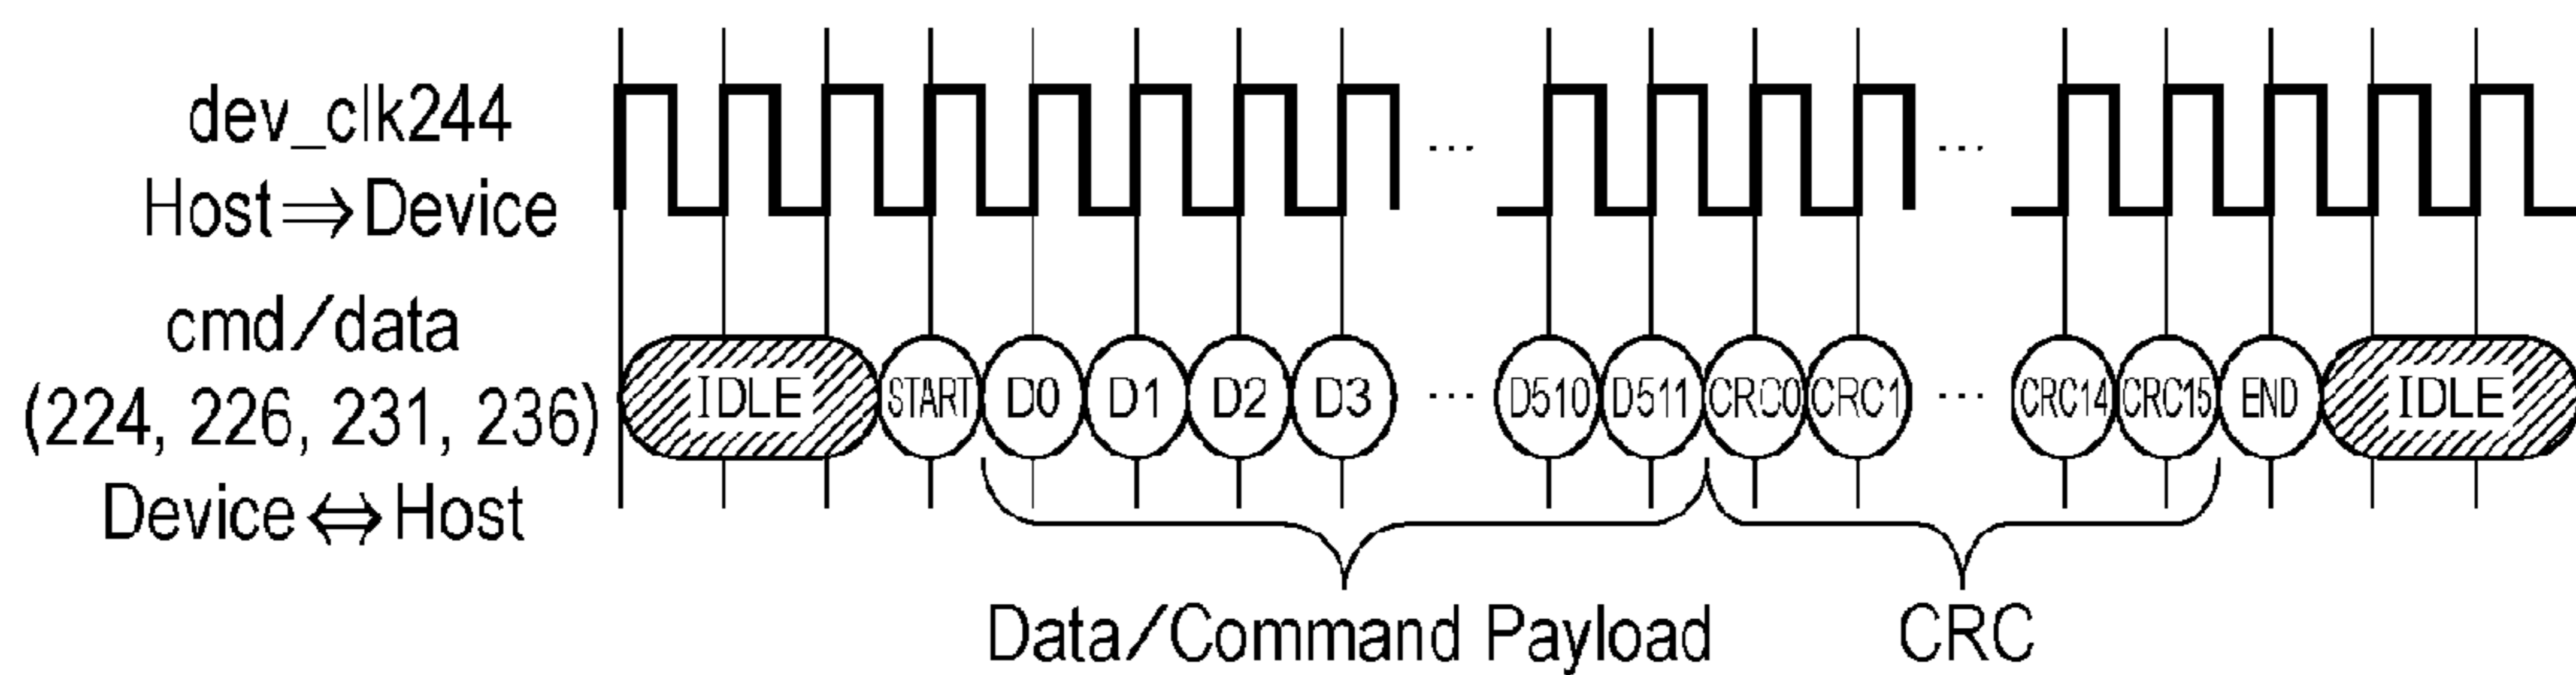 dev_clk244
Host⇒Device
... ...
cmd/data
(224, 226, 231, 236)
Device⇔Host
IDLE START D0 D1 D2 D3 ... D510 D511 CRC0 CRC1 ... CRC14 CRC15 END IDLE
Data/Command Payload CRC